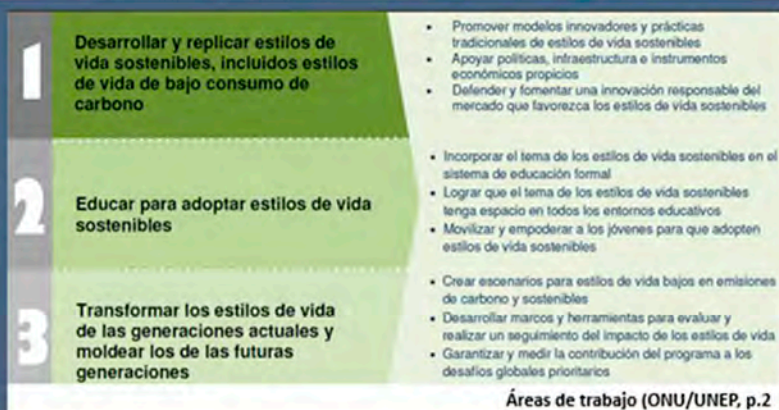 1
Desarrollar y replicar estilos de
vida sostenibles, incluidos estilos
de vida de bajo consumo de
carbono
• Promover modelos innovadores y prácticas
tradicionales de estilos de vida sostenibles
• Apoyar políticas, infraestructura e instrumentos
económicos propicios
• Defender y fomentar una innovación responsable del
mercado que favorezca los estilos de vida sostenibles
2
Educar para adoptar estilos de vida
sostenibles
• Incorporar el tema de los estilos de vida sostenibles en el
sistema de educación formal
• Lograr que el tema de los estilos de vida sostenibles
tenga espacio en todos los entornos educativos
• Movilizar y empoderar a los jóvenes para que adopten
estilos de vida sostenibles
3
Transformar los estilos de vida
de las generaciones actuales y
moldear los de las futuras
generaciones
• Crear escenarios para estilos de vida bajos en emisiones
de carbono y sostenibles
• Desarrollar marcos y herramientas para evaluar y
realizar un seguimiento del impacto de los estilos de vida
• Garantizar y medir la contribución del programa a los
desafíos globales prioritarios
Áreas de trabajo (ONU/UNEP, p.2